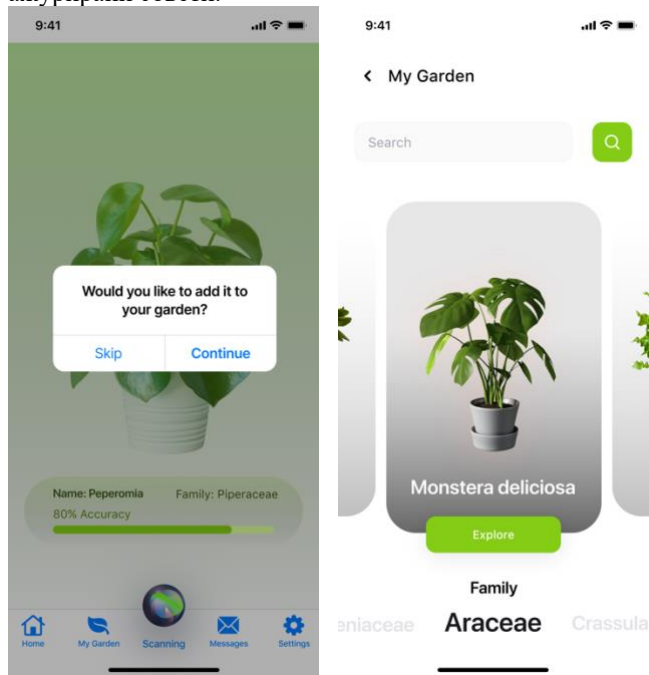 9:41
Would you like to add it to
your garden?
Skip Continue
Name: Peperomia Family: Piperaceae
80% Accuracy
Home My Garden Scanning Messages Settings
9:41
My Garden
Search
Monstera deliciosa
Explore
Family
eniaceae Araceae Crassula